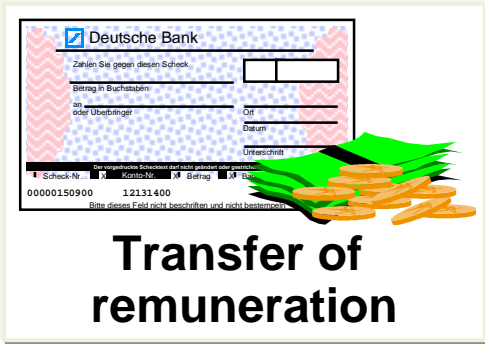 Deutsche Bank
Zahlen Sie gegen diesen Scheck
Betrag in Buchstaben
an
oder Überbringer
Ort
Datum
Unterschrift
Der vorgedruckte Schecktext darf nicht geändert oder
Scheck-Nr. X Konto-Nr. X Betrag X
00000150900 12131400
Bitte dieses Feld nicht beschriften und nicht bestempeln
Transfer of
remuneration